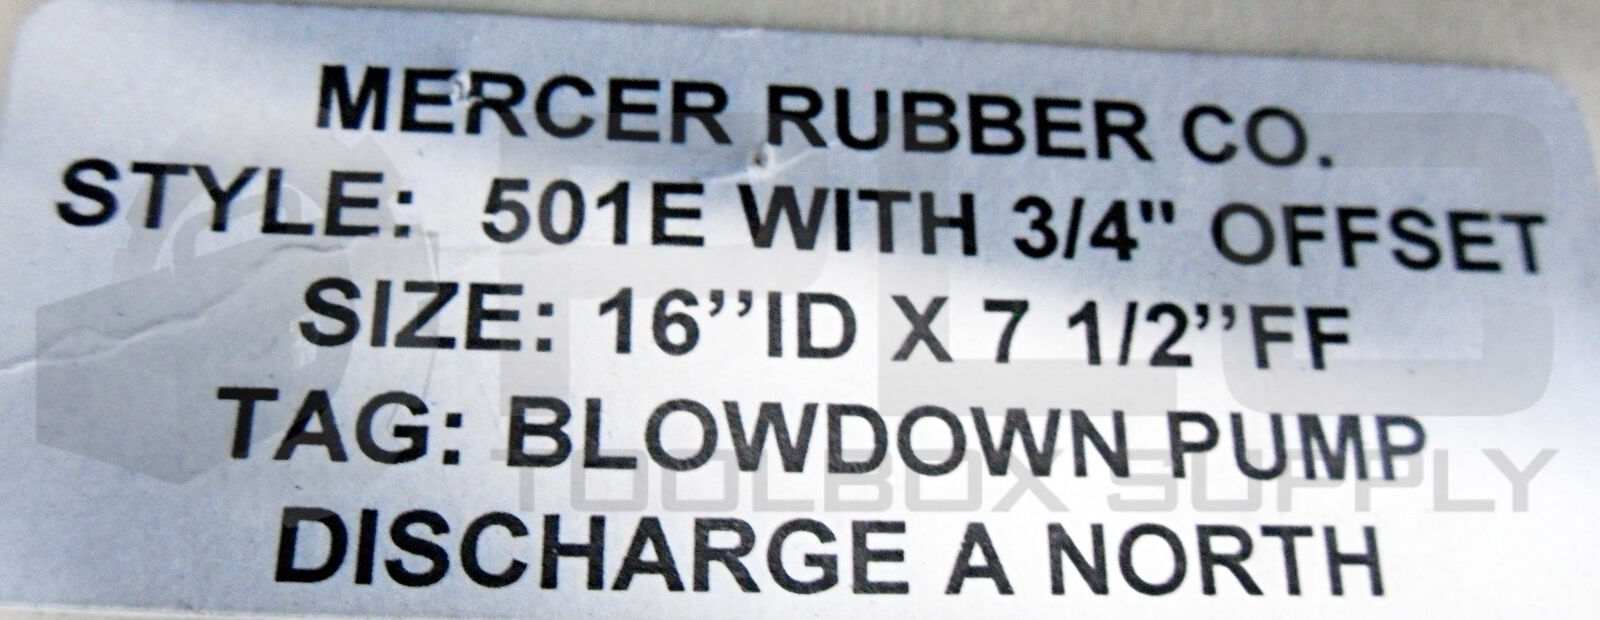 MERCER RUBBER CO.
STYLE: 501E WITH 3/4" OFFSET
SIZE: 16’’ID X 7 1/2’’FF
TAG: BLOWDOWN PUMP
DISCHARGE A NORTH
PLC
TOOLBOX SUPPLY